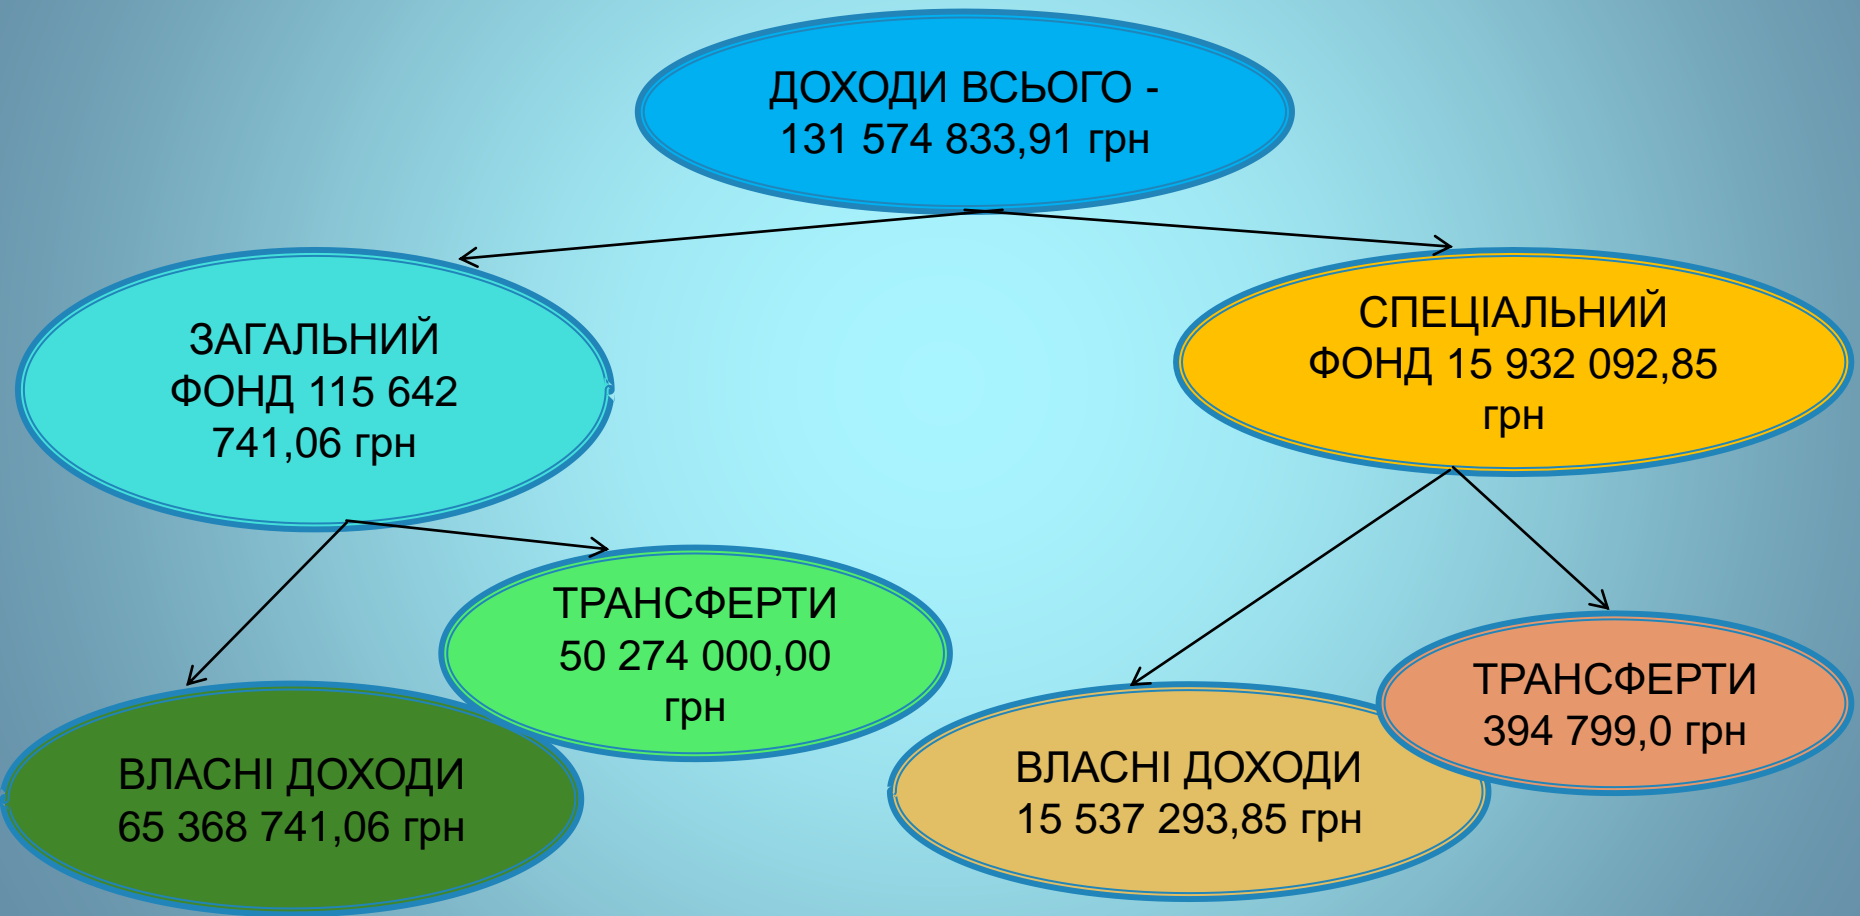 ДОХОДИ ВСЬОГО -
131 574 833,91 грн
ЗАГАЛЬНИЙ
ФОНД 115 642
741,06 грн
СПЕЦІАЛЬНИЙ
ФОНД 15 932 092,85
грн
ТРАНСФЕРТИ
50 274 000,00
грн
ВЛАСНІ ДОХОДИ
65 368 741,06 грн
ТРАНСФЕРТИ
394 799,0 грн
ВЛАСНІ ДОХОДИ
15 537 293,85 грн